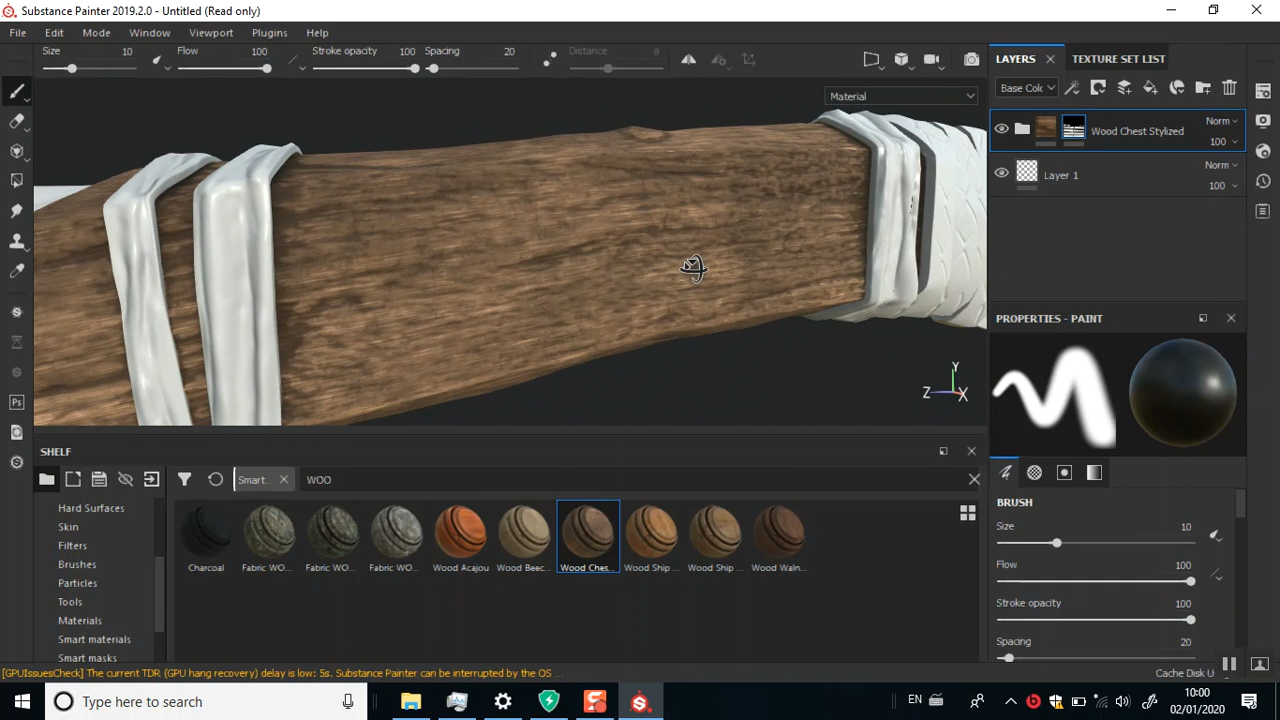 Substance Painter 2019.2.0 - Untitled (Read only)
File Edit Mode Window Viewport Plugins Help
Size 10 Flow 100 Stroke opacity 100 Spacing 20 Distance 8
Material
LAYERS TEXTURE SET LIST
Base Col
Norm
Wood Chest Stylized
100
Norm
Layer 1
100
Y
Z X
PROPERTIES - PAINT
BRUSH
Size 10
Flow 100
Stroke opacity 100
Spacing 20
SHELF
Ps
Smart... WOO
Hard Surfaces
Skin
Filters
Brushes
Particles
Tools
Materials
Smart materials
Smart masks
Charcoal Fabric WO... Fabric WO... Fabric WO... Wood Acajou Wood Beec... Wood Ches... Wood Ship ... Wood Ship ... Wood Waln...
[GPUIssuesCheck] The current TDR (GPU hang recovery) delay is low: 5s. Substance Painter can be interrupted by the OS ...
Cache Disk U
Type here to search
EN
10:00
02/01/2020